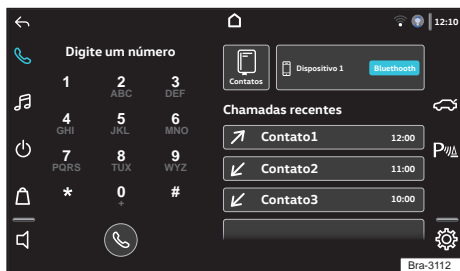 12:10
Digite um número
1
2
ABC
3
DEF
4
GHI
5
JKL
6
MNO
7
PQRS
8
TUX
9
WYZ
*
0
+
#
Contatos
Dispositivo 1
Bluethooth
Chamadas recentes
Contato1 12:00
Contato2 11:00
Contato3 10:00
P
Bra-3112